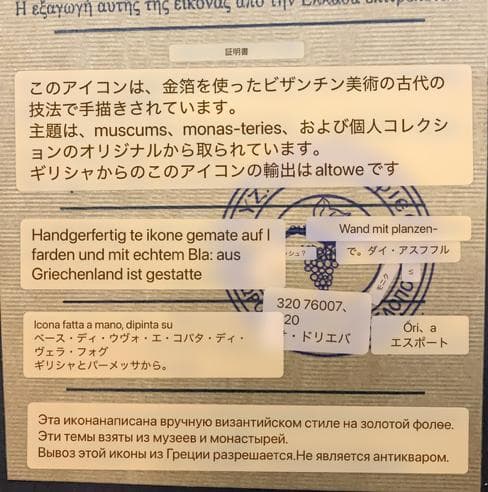 Η εξαγωγή αυτής της εικόνας από την Ελλάδα
証明書
このアイコンは、金箔を使ったビザンチン美術の古代の
技法で手描きされています。
主題は、muscums、monas-teries、および個人コレクシ
ョンのオリジナルから取られています。
ギリシャからのこのアイコンの輸出はaltoweです
Handgerfertig te ikone gemate auf l
farden und mit echtem Bla: aus
Griechenland ist gestatte
Wand mit planzen-
で。ダイ・アスフフル
シュ？
モニク
320 76007、
20
・ドリエバ
Icona fatta a mano, dipinta su
ベース・ディ・ウヴォ・エ・コバタ・ディ・
ヴェラ・フォグ
ギリシャとパーメッサから。
Öri、a
エスポート
Эта иконанаписана вручную византийском стиле на золотой фолөе.
Эти темы взяты из музеев и монастырей.
Вывоз этой иконы из Греции разрешается.Не является антикваром.